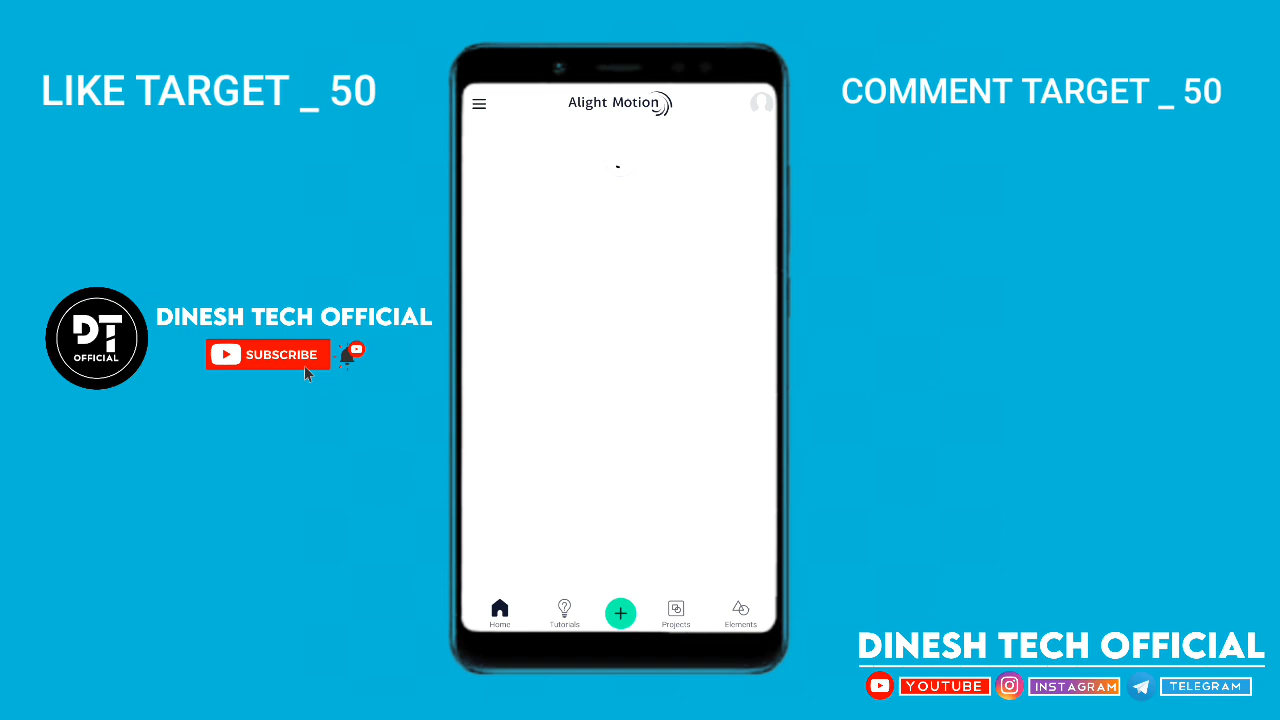 LIKE TARGET _ 50
COMMENT TARGET _ 50
Alight Motion
DT
OFFICIAL
DINESH TECH OFFICIAL
SUBSCRIBE
Home
Tutorials
Projects
Elements
DINESH TECH OFFICIAL
YOUTUBE
INSTAGRAM
TELEGRAM